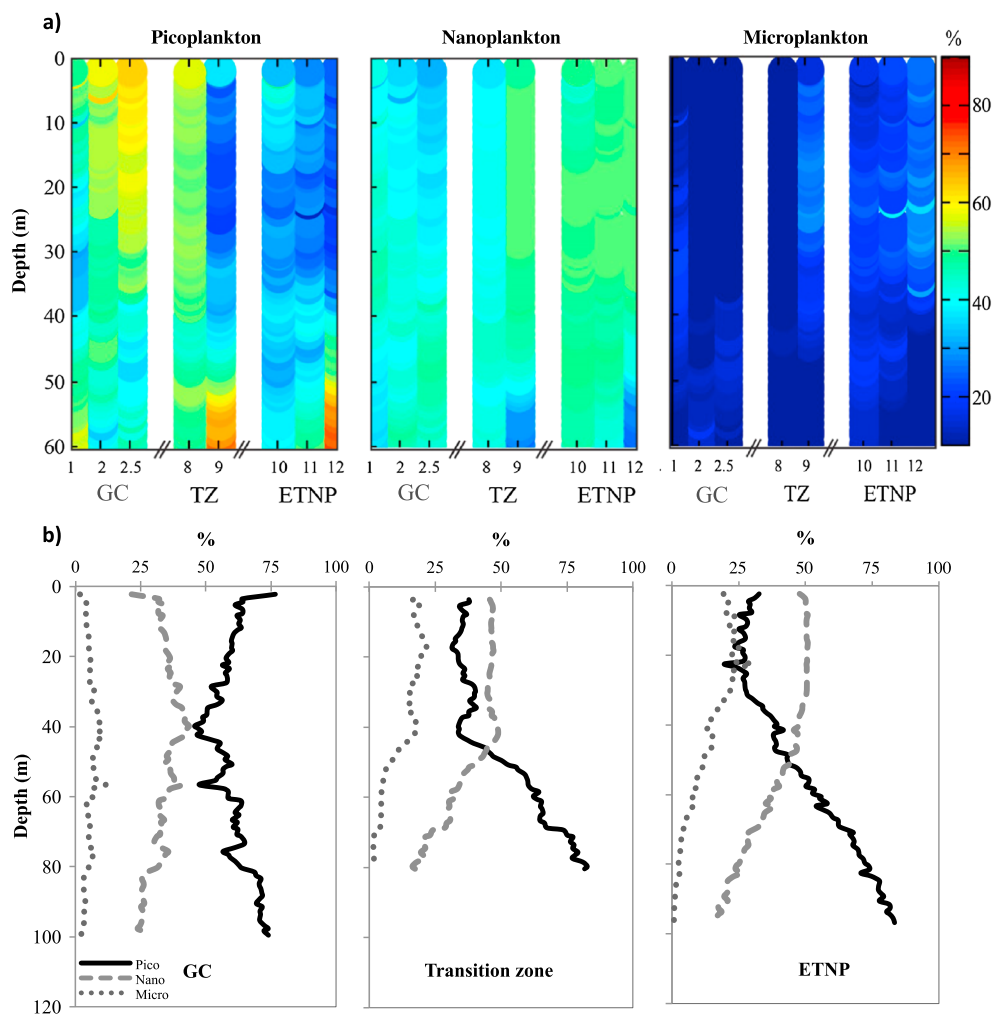 a)
Picoplankton
Nanoplankton
Microplankton
%
0
10
20
30
40
50
60
Depth (m)
80
60
40
20
1 2 2.5 8 9 10 11 12
1 2 2.5 8 9 10 11 12
1 2 2.5 8 9 10 11 12
GC TZ ETNP
GC TZ ETNP
GC TZ ETNP
b)
%
%
%
0 25 50 75 100
0 25 50 75 100
0 25 50 75 100
0
20
40
60
80
100
120
Depth (m)
Pico
Nano
Micro
GC
Transition zone
ETNP